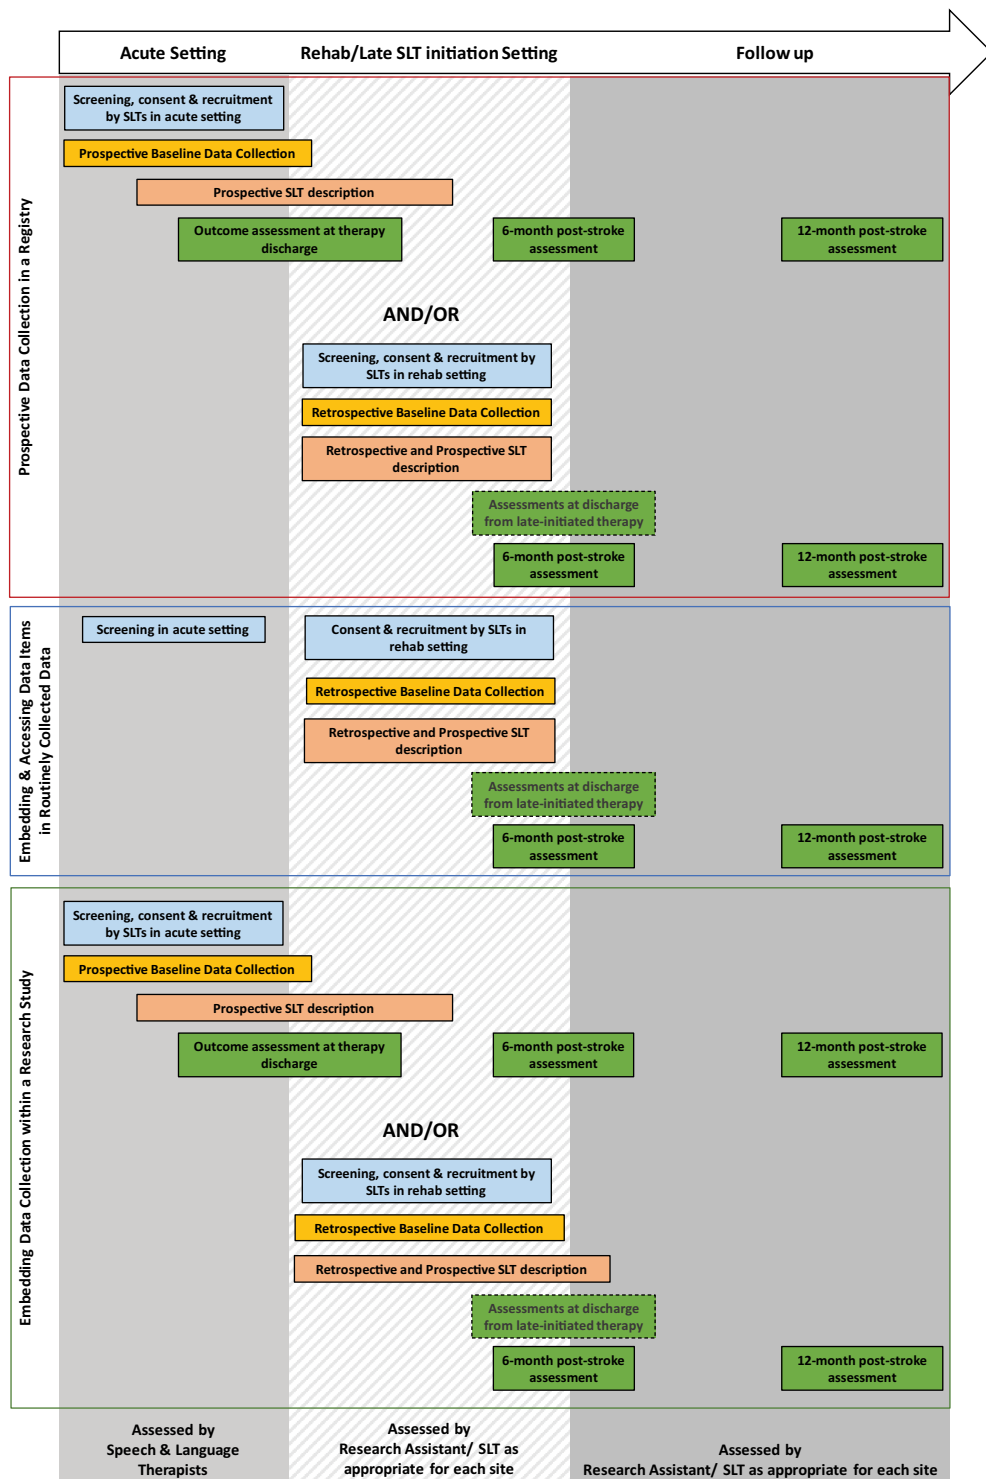 Acute Setting
Rehab/Late SLT initiation Setting
Follow up
Prospective Data Collection in a Registry
Screening, consent & recruitment
by SLTs in acute setting
Prospective Baseline Data Collection
Prospective SLT description
Outcome assessment at therapy
discharge
6-month post-stroke
assessment
12-month post-stroke
assessment
AND/OR
Screening, consent & recruitment by
SLTs in rehab setting
Retrospective Baseline Data Collection
Retrospective and Prospective SLT
description
Assessments at discharge
from late-initiated therapy
6-month post-stroke
assessment
12-month post-stroke
assessment
Embedding & Accessing Data Items
in Routinely Collected Data
Screening in acute setting
Consent & recruitment by SLTs in
rehab setting
Retrospective Baseline Data Collection
Retrospective and Prospective SLT
description
Assessments at discharge
from late-initiated therapy
6-month post-stroke
assessment
12-month post-stroke
assessment
Embedding Data Collection within a Research Study
Screening, consent & recruitment
by SLTs in acute setting
Prospective Baseline Data Collection
Prospective SLT description
Outcome assessment at therapy
discharge
6-month post-stroke
assessment
12-month post-stroke
assessment
AND/OR
Screening, consent & recruitment by
SLTs in rehab setting
Retrospective Baseline Data Collection
Retrospective and Prospective SLT description
Assessments at discharge
from late-initiated therapy
6-month post-stroke
assessment
12-month post-stroke
assessment
Assessed by
Speech & Language
Therapists
Assessed by
Research Assistant/ SLT as
appropriate for each site
Assessed by
Research Assistant/ SLT as appropriate for each site